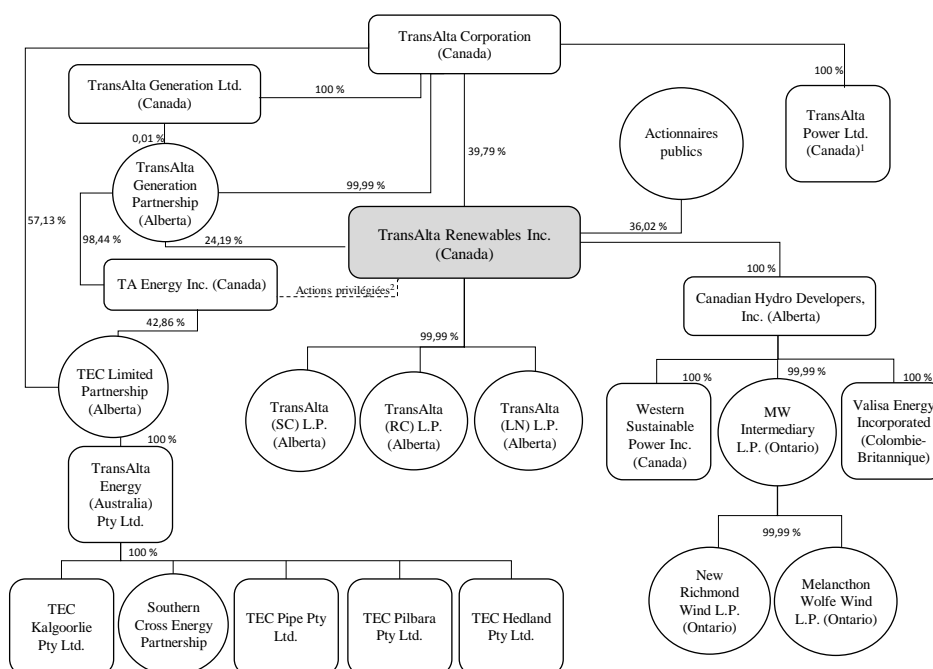 TransAlta Corporation
(Canada)
TransAlta Generation Ltd.
(Canada)
100 %
100 %
TransAlta
Power Ltd.
(Canada)¹
Actionnaires
publics
0,01 %
39,79 %
TransAlta
Generation
Partnership
(Alberta)
99,99 %
57,13 %
98,44 %
24,19 %
TransAlta Renewables Inc.
(Canada)
36,02 %
TA Energy Inc. (Canada)
Actions privilégiées²
100 %
Canadian Hydro Developers,
Inc. (Alberta)
42,86 %
99,99 %
TEC Limited
Partnership
(Alberta)
TransAlta
(SC) L.P.
(Alberta)
TransAlta
(RC) L.P.
(Alberta)
TransAlta
(LN) L.P.
(Alberta)
100 %
99,99 %
100 %
Western
Sustainable
Power Inc.
(Canada)
MW
Intermediary
L.P. (Ontario)
Valisa Energy
Incorporated
(Colombie-
Britannique)
100 %
TransAlta
Energy
(Australia)
Pty Ltd.
100 %
99,99 %
TEC
Kalgoorlie
Pty Ltd.
Southern
Cross Energy
Partnership
TEC Pipe Pty
Ltd.
TEC Pilbara
Pty Ltd.
TEC Hedland
Pty Ltd.
New
Richmond
Wind L.P.
(Ontario)
Melancthon
Wolfe Wind
L.P. (Ontario)